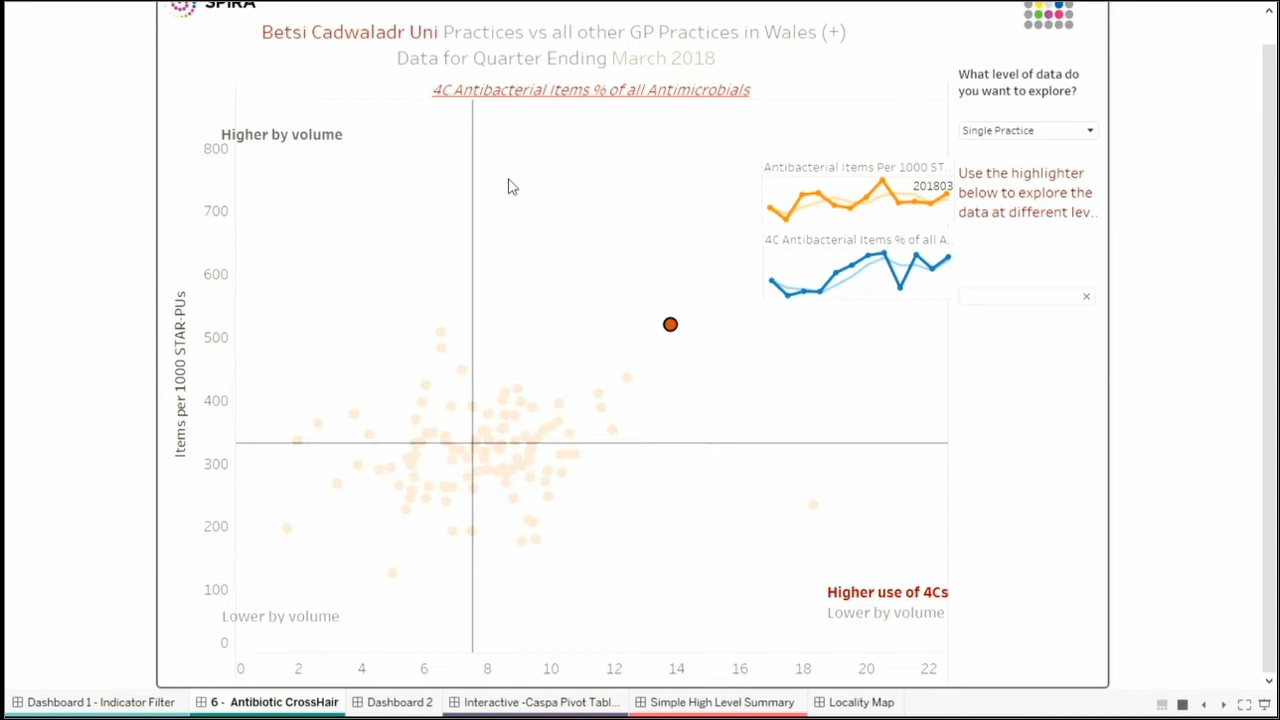 SPIRA
Betsi Cadwaladr Uni Practices vs all other GP Practices in Wales (+)
Data for Quarter Ending March 2018
4C Antibacterial Items % of all Antimicrobials
What level of data do
you want to explore?
Single Practice
Higher by volume
Antibacterial Items Per 1000 ST..
201803
Use the highlighter
below to explore the
data at different lev..
4C Antibacterial Items % of all A..
Items per 1000 STAR-PUs
800
700
600
500
400
300
200
100
0
Higher use of 4Cs
Lower by volume
Lower by volume
0 2 4 6 8 10 12 14 16 18 20 22
Dashboard 1 - Indicator Filter
6 - Antibiotic CrossHair
Dashboard 2
Interactive -Caspa Pivot Tabl...
Simple High Level Summary
Locality Map